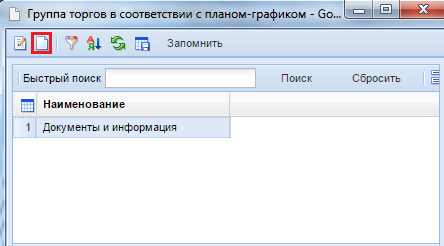 Группа торгов в соответствии с планом-графиком - Go...
Запомнить
Быстрый поиск Поиск Сбросить
Наименование
1 Документы и информация